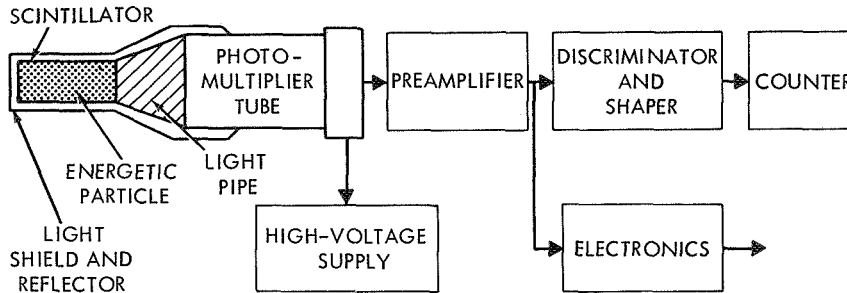 SCINTILLATOR
PHOTO-
MULTIPLIER
TUBE
PREAMPLIFIER
DISCRIMINATOR
AND
SHAPER
COUNTER
ENERGETIC
PARTICLE
LIGHT
PIPE
LIGHT
SHIELD AND
REFLECTOR
HIGH-VOLTAGE
SUPPLY
ELECTRONICS